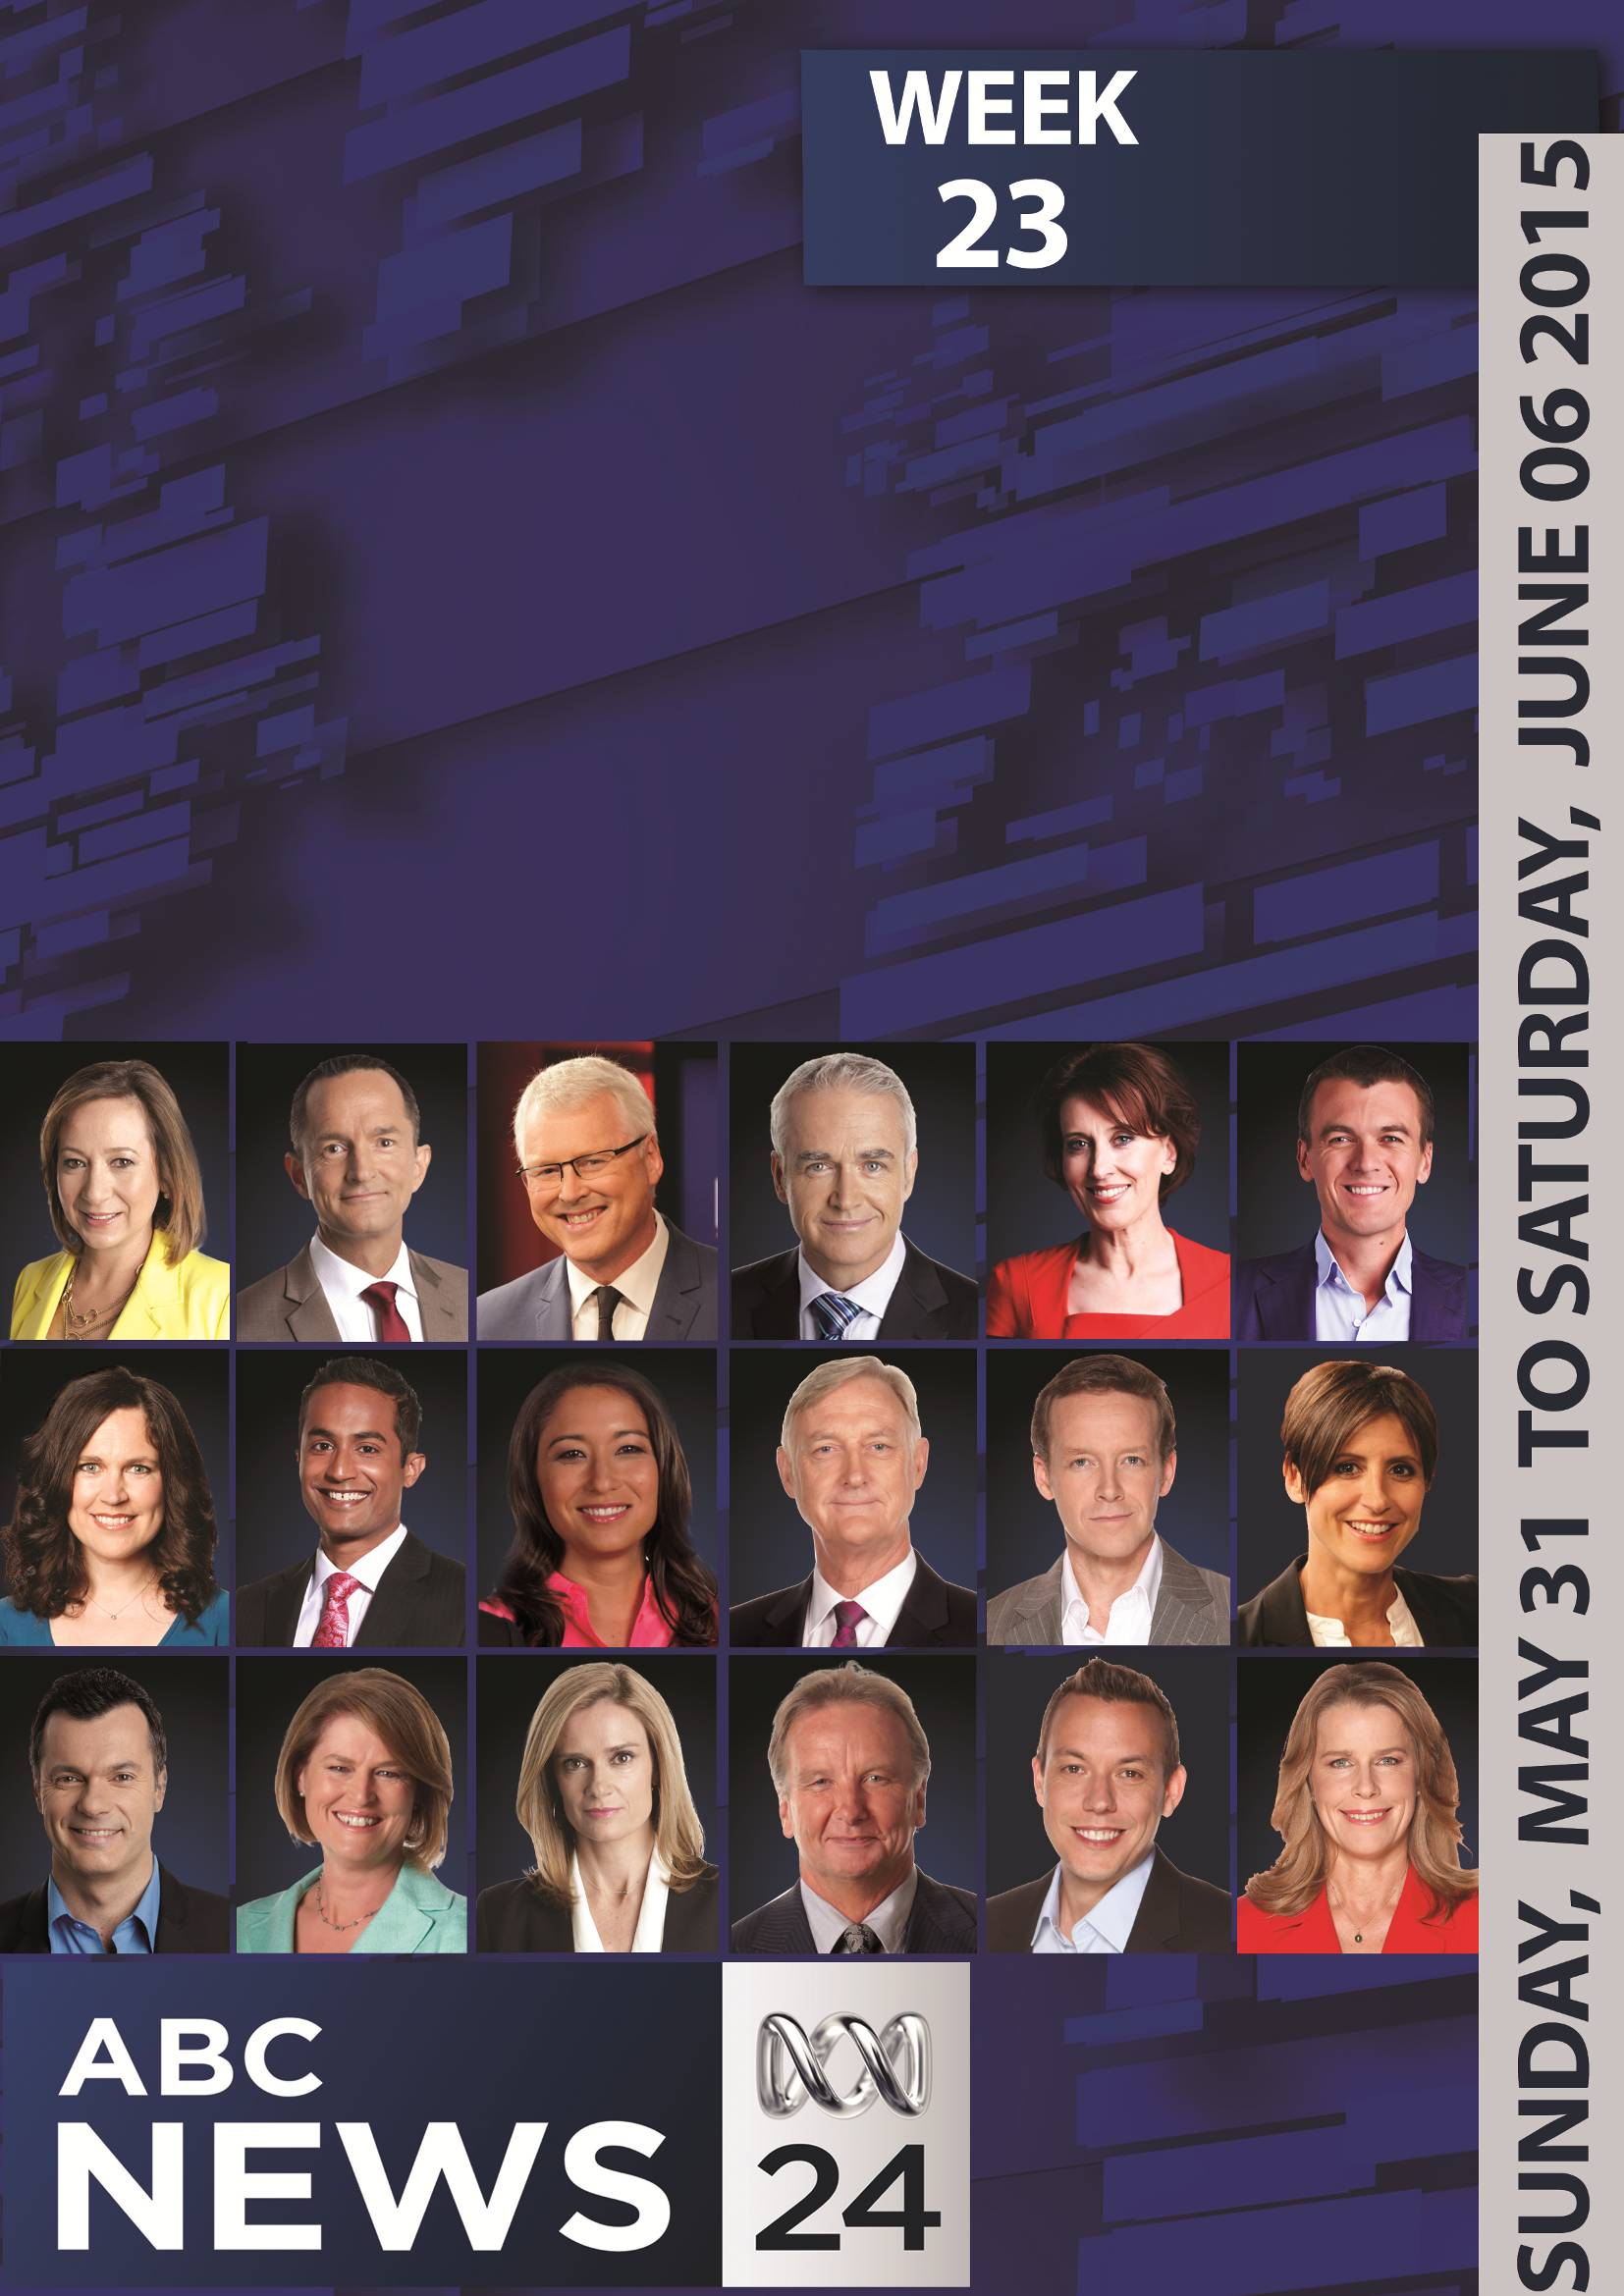 WEEK
23
SUNDAY, MAY 31 TO SATURDAY, JUNE 06 2015
ABC
NEWS
24